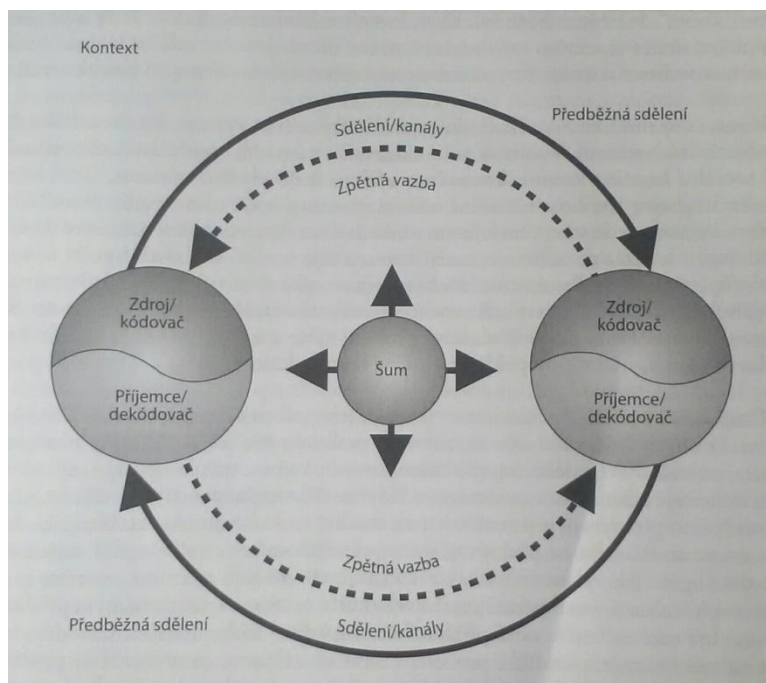 Kontext
Předběžná sdělení
Sdělení/kanály
Zpětná vazba
Zdroj/
kódovač
Příjemce/
dekódovač
Šum
Zdroj/
kódovač
Příjemce/
dekódovač
Zpětná vazba
Předběžná sdělení
Sdělení/kanály